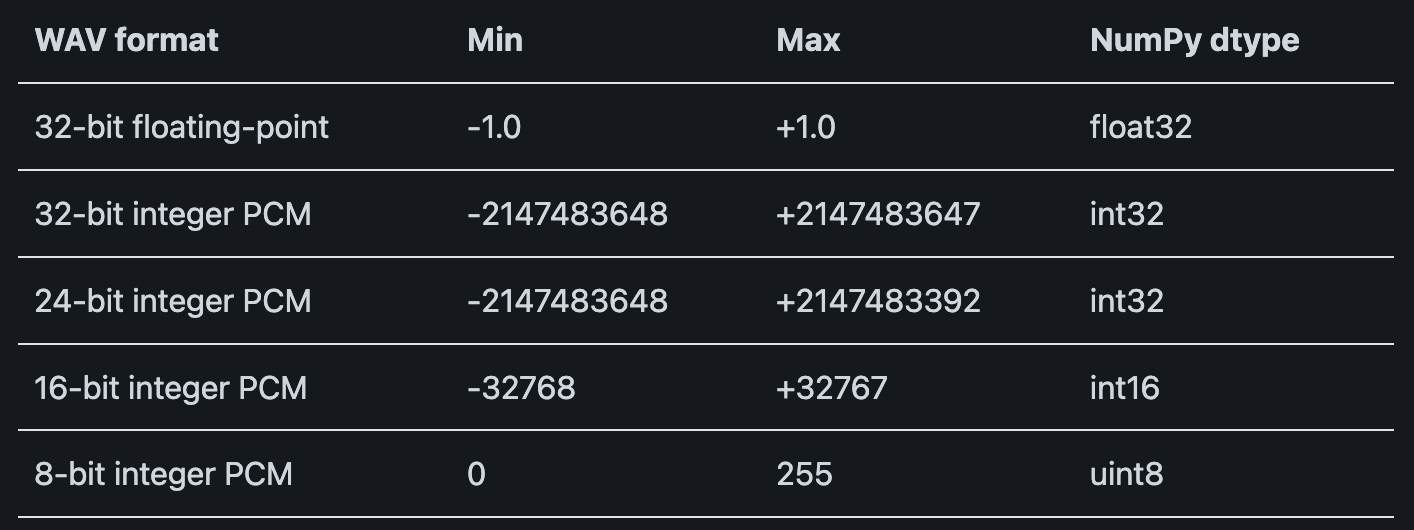 WAV format Min Max NumPy dtype
32-bit floating-point -1.0 +1.0 float32
32-bit integer PCM -2147483648 +2147483647 int32
24-bit integer PCM -2147483648 +2147483392 int32
16-bit integer PCM -32768 +32767 int16
8-bit integer PCM 0 255 uint8